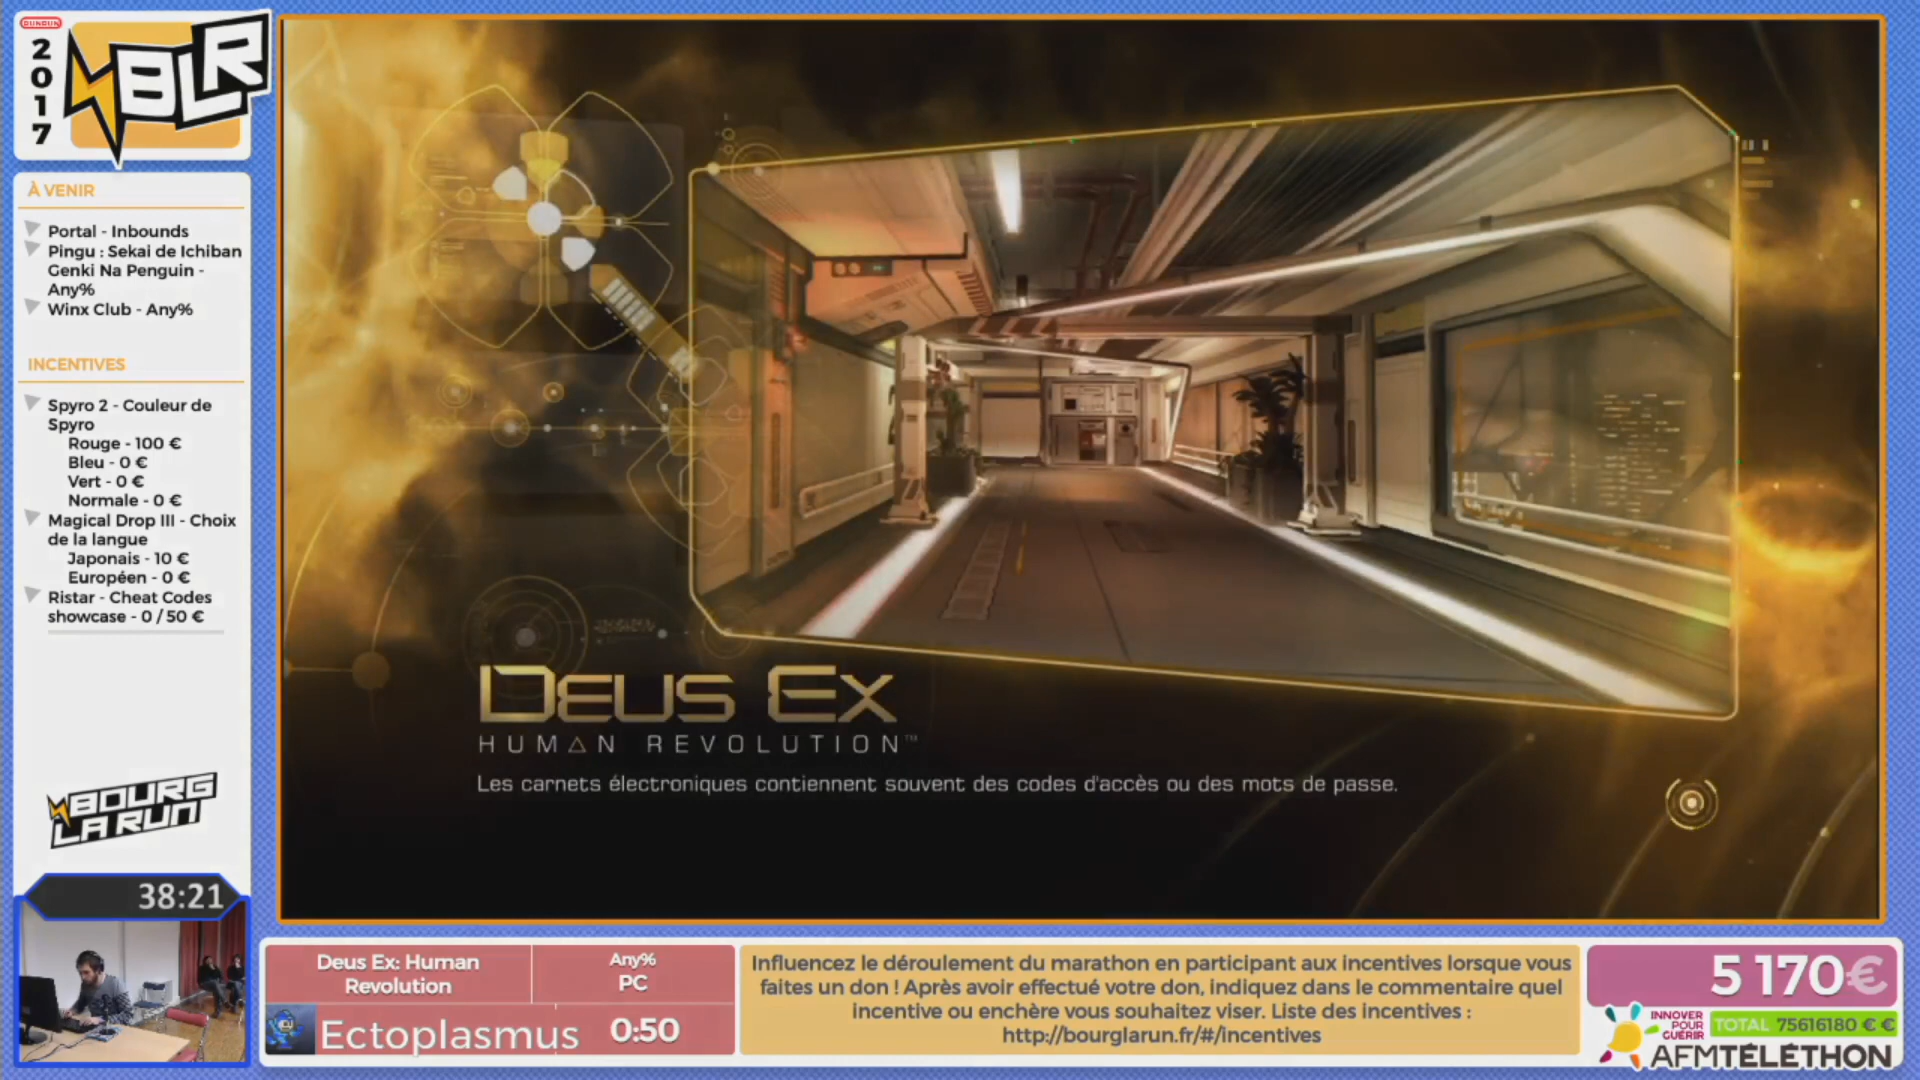 2017
BLR
À VENIR
Portal - Inbounds
Pingu : Sekai de Ichiban
Genki Na Penguin -
Any%
Winx Club - Any%
INCENTIVES
Spyro 2 - Couleur de
Spyro
Rouge - 100 €
Bleu - 0 €
Vert - 0 €
Normale - 0 €
Magical Drop III - Choix
de la langue
Japonais - 10 €
Européen - 0 €
Ristar - Cheat Codes
showcase - 0 / 50 €
BOURG
LA RUN
38:21
DEUS EX
HUMAN REVOLUTION™
Les carnets électroniques contiennent souvent des codes d'accès ou des mots de passe.
Deus Ex: Human
Revolution
Any%
PC
Ectoplasmus
0:50
Influencez le déroulement du marathon en participant aux incentives lorsque vous
faites un don ! Après avoir effectué votre don, indiquez dans le commentaire quel
incentive ou enchère vous souhaitez viser. Liste des incentives :
http://bourglarun.fr/#/incentives
5 170€
INNOVER
POUR
GUÉRIR
TOTAL 75616180 € €
AFMTÉLÉTHON